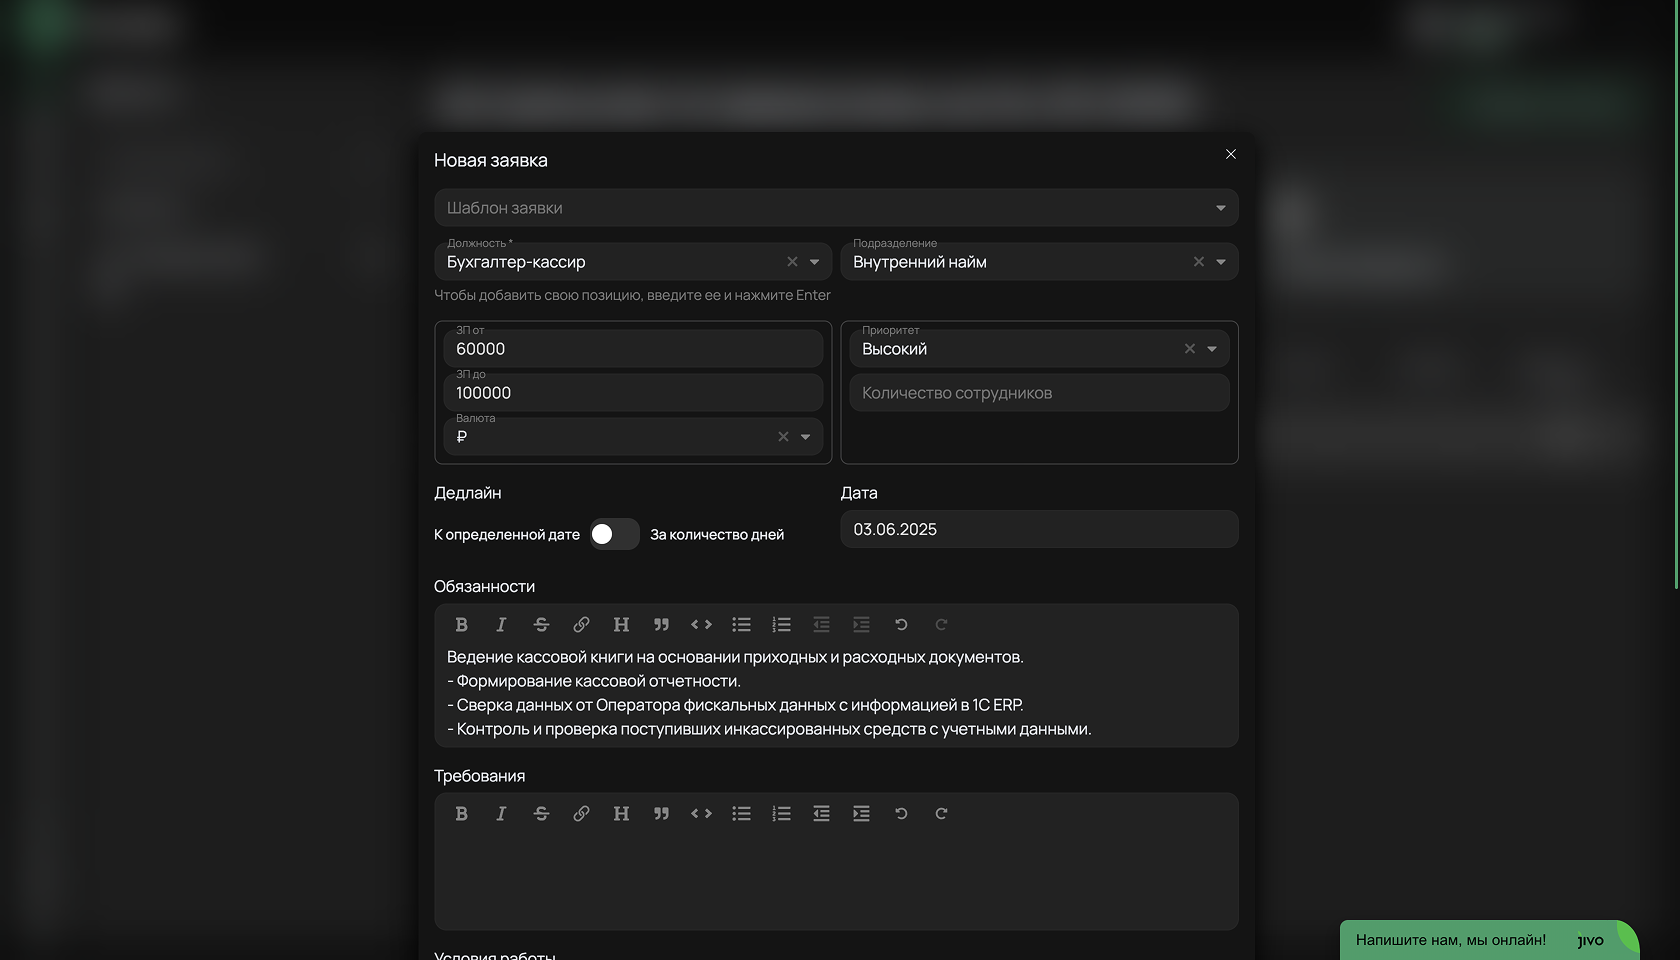 Новая заявка
Шаблон заявки
Должность *
Бухгалтер-кассир
Подразделение
Внутренний найм
Чтобы добавить свою позицию, введите ее и нажмите Enter
ЗП от
60000
ЗП до
100000
Валюта
₽
Приоритет
Высокий
Количество сотрудников
Дедлайн
К определенной дате
За количество дней
Дата
03.06.2025
Обязанности
Ведение кассовой книги на основании приходных и расходных документов.
- Формирование кассовой отчетности.
- Сверка данных от Оператора фискальных данных с информацией в 1С ERP.
- Контроль и проверка поступивших инкассированных средств с учетными данными.
Требования
Условия работы
Напишите нам, мы онлайн!
jivo